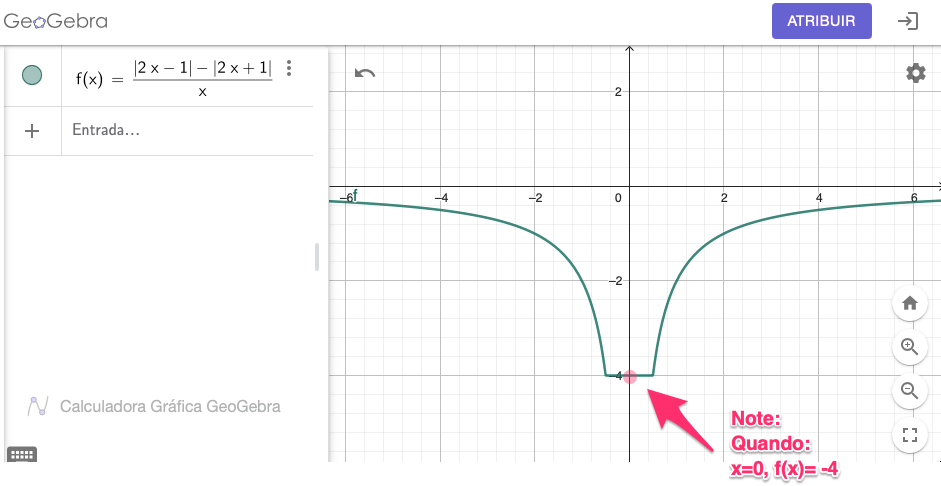 GeoGebra
ATRIBUIR
f(x) = |2 x − 1| − |2 x + 1| / x
Entrada…
2
−6 f −4 −2 0 2 4 6
−2
−4
Calculadora Gráfica GeoGebra
Note:
Quando:
x=0, f(x)= -4